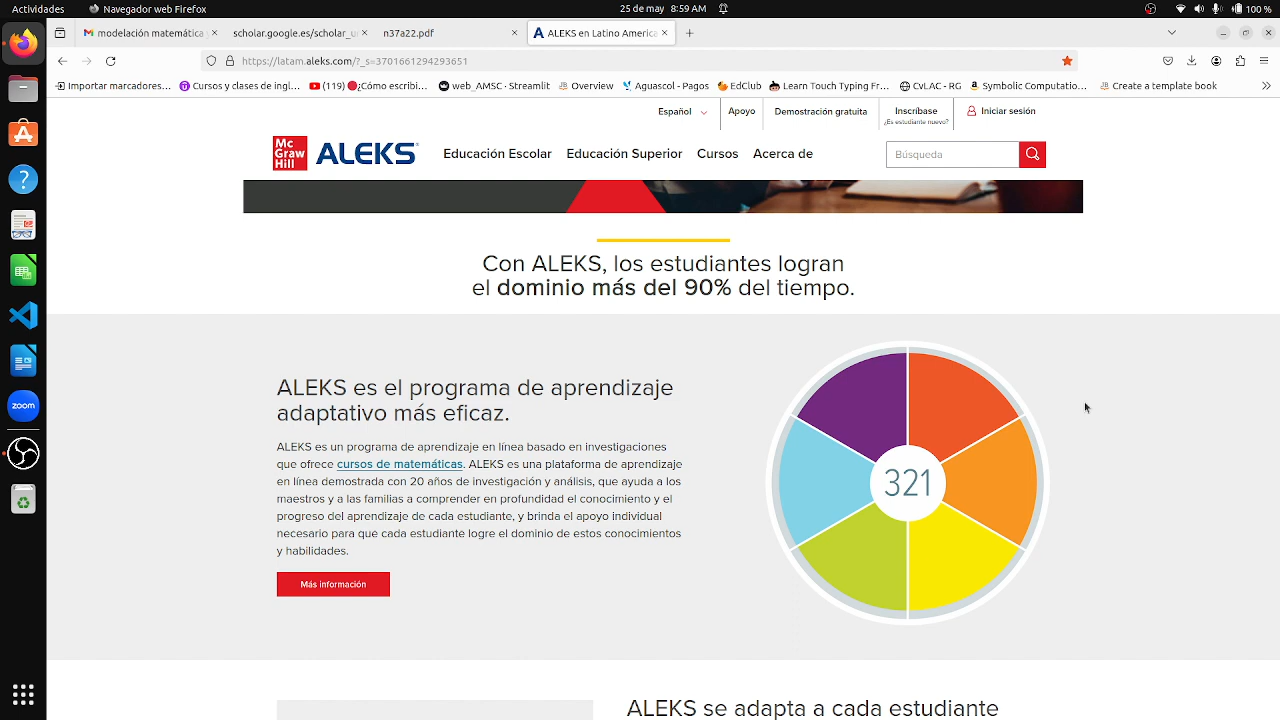 Actividades
Navegador web Firefox
25 de may 8:59 AM
100 %
modelación matemática
scholar.google.es/scholar_u
n37a22.pdf
ALEKS en Latino America
https://latam.aleks.com/?_s=3701661294293651
Importar marcadores...
Cursos y clases de ingl...
(119) ¿Cómo escribi...
web_AMSC - Streamlit
Overview
Aguascol - Pagos
EdClub
Learn Touch Typing Fr...
CvLAC - RG
Symbolic Computatio...
Create a template book
Español
Apoyo
Demostración gratuita
Inscríbase
¿Es estudiante nuevo?
Iniciar sesión
Mc
Graw
Hill
ALEKS
Educación Escolar
Educación Superior
Cursos
Acerca de
Búsqueda
Con ALEKS, los estudiantes logran
el dominio más del 90% del tiempo.
ALEKS es el programa de aprendizaje
adaptativo más eficaz.
ALEKS es un programa de aprendizaje en línea basado en investigaciones
que ofrece cursos de matemáticas. ALEKS es una plataforma de aprendizaje
en línea demostrada con 20 años de investigación y análisis, que ayuda a los
maestros y a las familias a comprender en profundidad el conocimiento y el
progreso del aprendizaje de cada estudiante, y brinda el apoyo individual
necesario para que cada estudiante logre el dominio de estos conocimientos
y habilidades.
Más información
321
zoom
ALEKS se adapta a cada estudiante